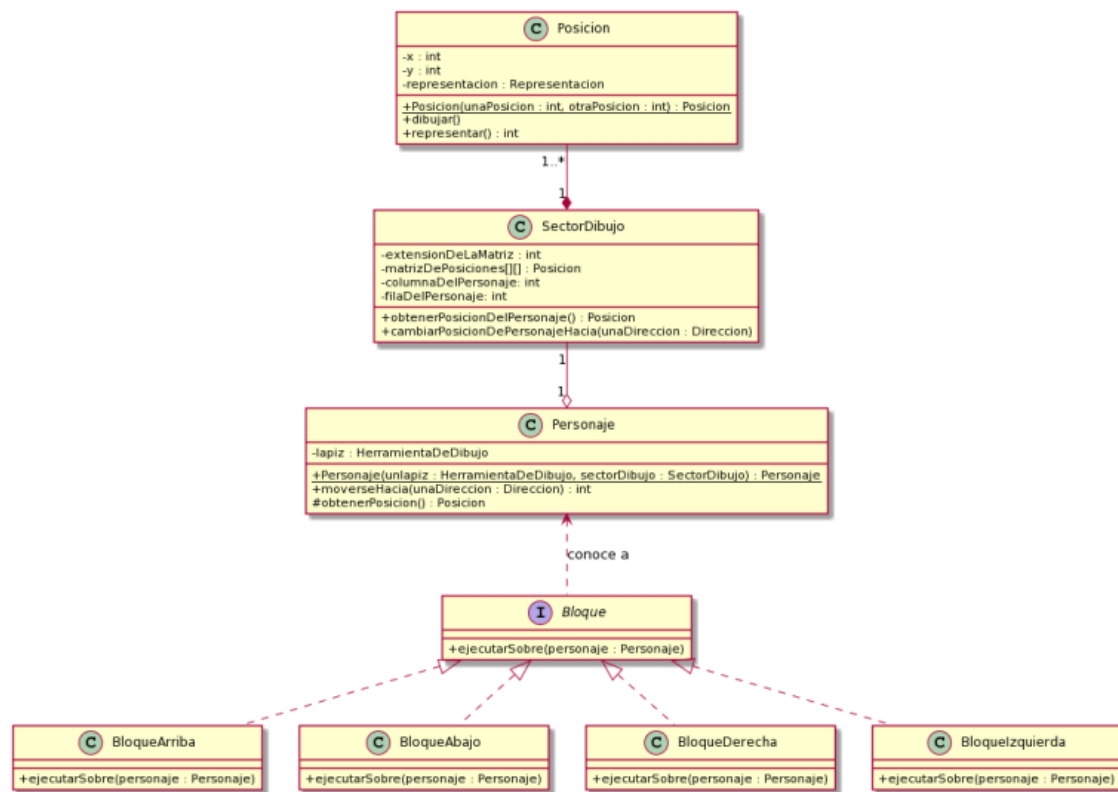 C Posicion
-x : int
-y : int
-representacion : Representacion
+Posicion(unaPosicion : int, otraPosicion : int) : Posicion
+dibujar()
+representar() : int
1..*
1
C SectorDibujo
-extensionDeLaMatriz : int
-matrizDePosiciones[][] : Posicion
-columnaDelPersonaje: int
-filaDelPersonaje: int
+obtenerPosicionDelPersonaje() : Posicion
+cambiarPosicionDePersonajeHacia(unaDireccion : Direccion)
1
1
C Personaje
-lapiz : HerramientaDeDibujo
+Personaje(unlapiz : HerramientaDeDibujo, sectorDibujo : SectorDibujo) : Personaje
+moverseHacia(unaDireccion : Direccion) : int
#obtenerPosicion() : Posicion
conoce a
I Bloque
+ejecutarSobre(personaje : Personaje)
C BloqueArriba
+ejecutarSobre(personaje : Personaje)
C BloqueAbajo
+ejecutarSobre(personaje : Personaje)
C BloqueDerecha
+ejecutarSobre(personaje : Personaje)
C BloqueIzquierda
+ejecutarSobre(personaje : Personaje)